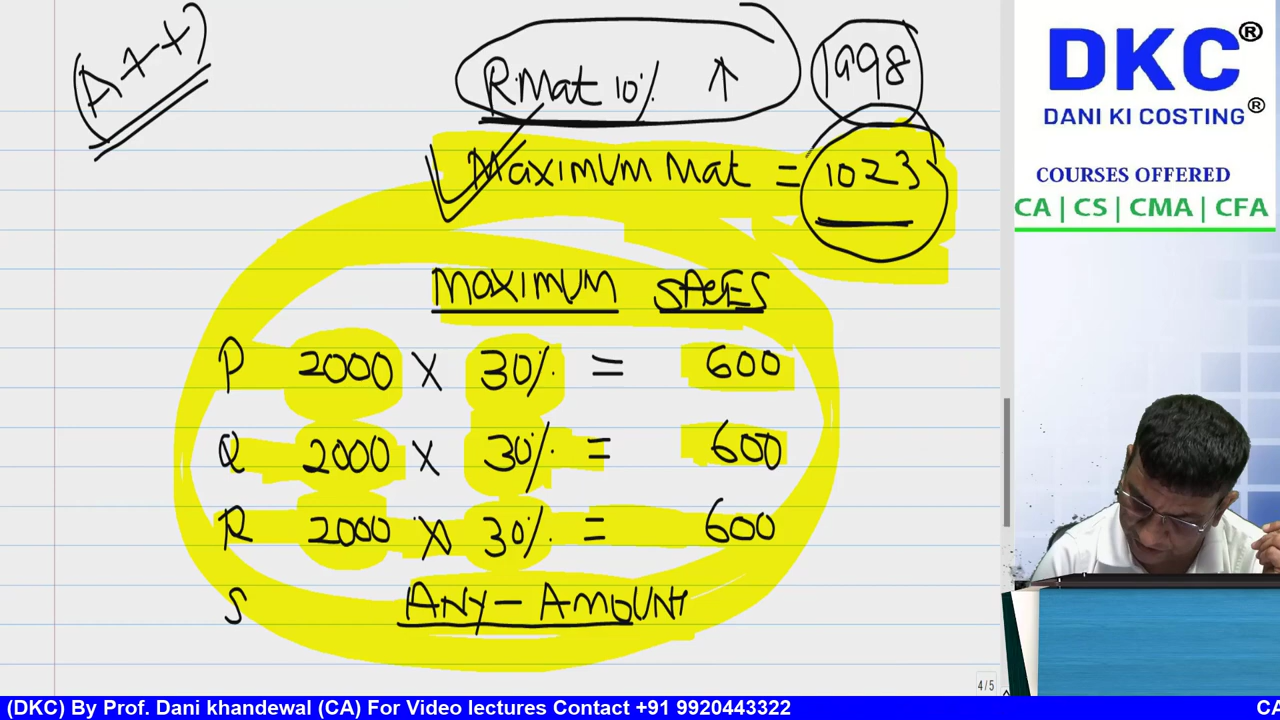 (A++)
R.Mat 10% ↑ 1998
MAXIMUM Mat = 1023
MAXIMUM SALES
P 2000 X 30% = 600
Q 2000 X 30% = 600
R 2000 X 30% = 600
S ANY-AMOUNT
4/5
DKC®
DANI KI COSTING®
COURSES OFFERED
CA | CS | CMA | CFA
(DKC) By Prof. Dani khandewal (CA) For Video lectures Contact +91 9920443322 CA